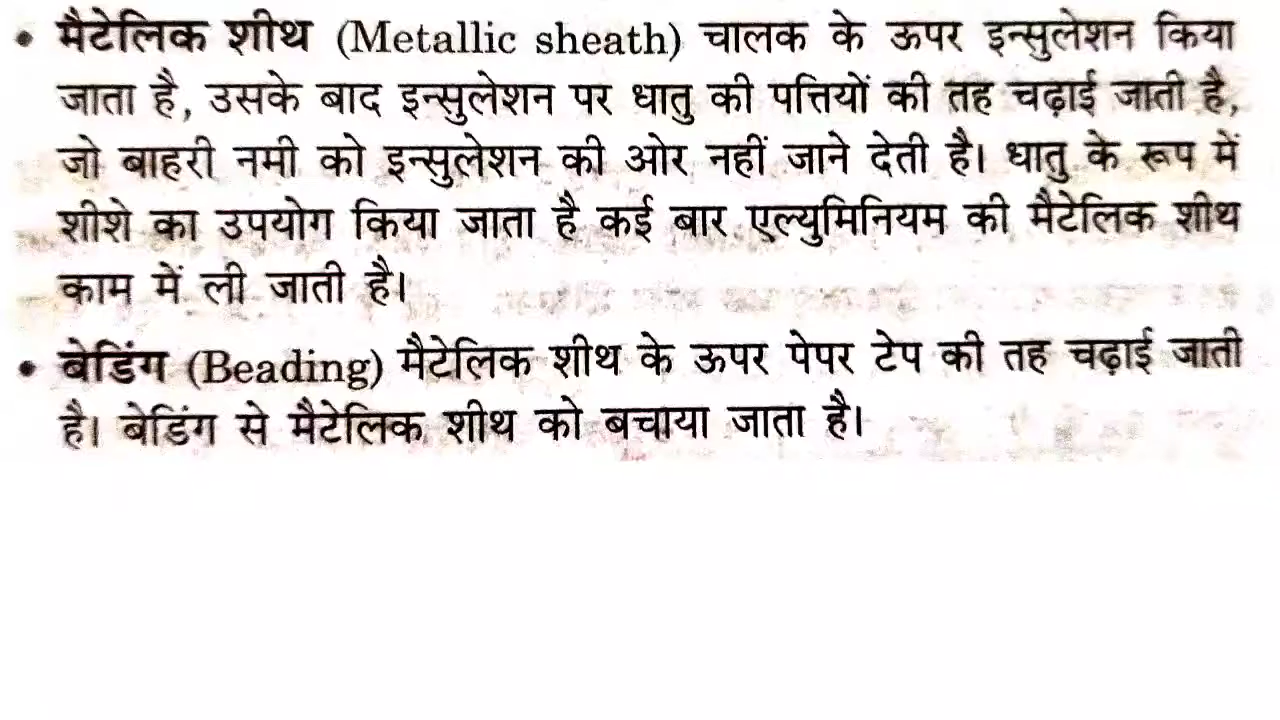 • मैटेलिक शीथ (Metallic sheath) चालक के ऊपर इन्सुलेशन किया
जाता है, उसके बाद इन्सुलेशन पर धातु की पत्तियों की तह चढ़ाई जाती है,
जो बाहरी नमी को इन्सुलेशन की ओर नहीं जाने देती है। धातु के रूप में
शीशे का उपयोग किया जाता है कई बार एल्युमिनियम की मैटेलिक शीथ
काम में ली जाती है।
• बेडिंग (Beading) मैटेलिक शीथ के ऊपर पेपर टेप की तह चढ़ाई जाती
है। बेडिंग से मैटेलिक शीथ को बचाया जाता है।